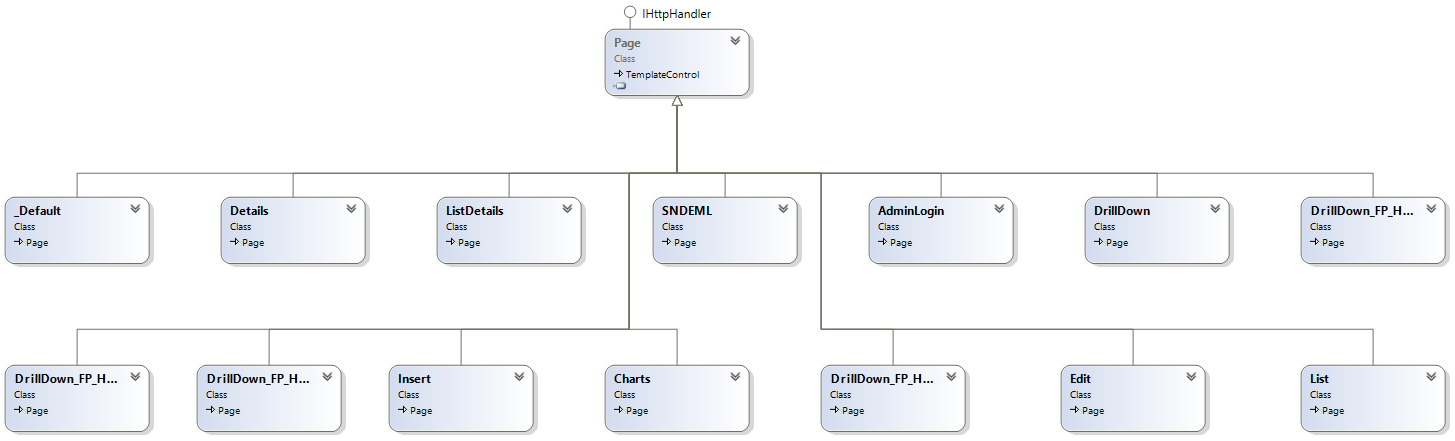 IHttpHandler
Page
Class
TemplateControl
_Default
Class
Page
Details
Class
Page
ListDetails
Class
Page
SNDEML
Class
Page
AdminLogin
Class
Page
DrillDown
Class
Page
DrillDown_FP_H...
Class
Page
DrillDown_FP_H...
Class
Page
DrillDown_FP_H...
Class
Page
Insert
Class
Page
Charts
Class
Page
DrillDown_FP_H...
Class
Page
Edit
Class
Page
List
Class
Page